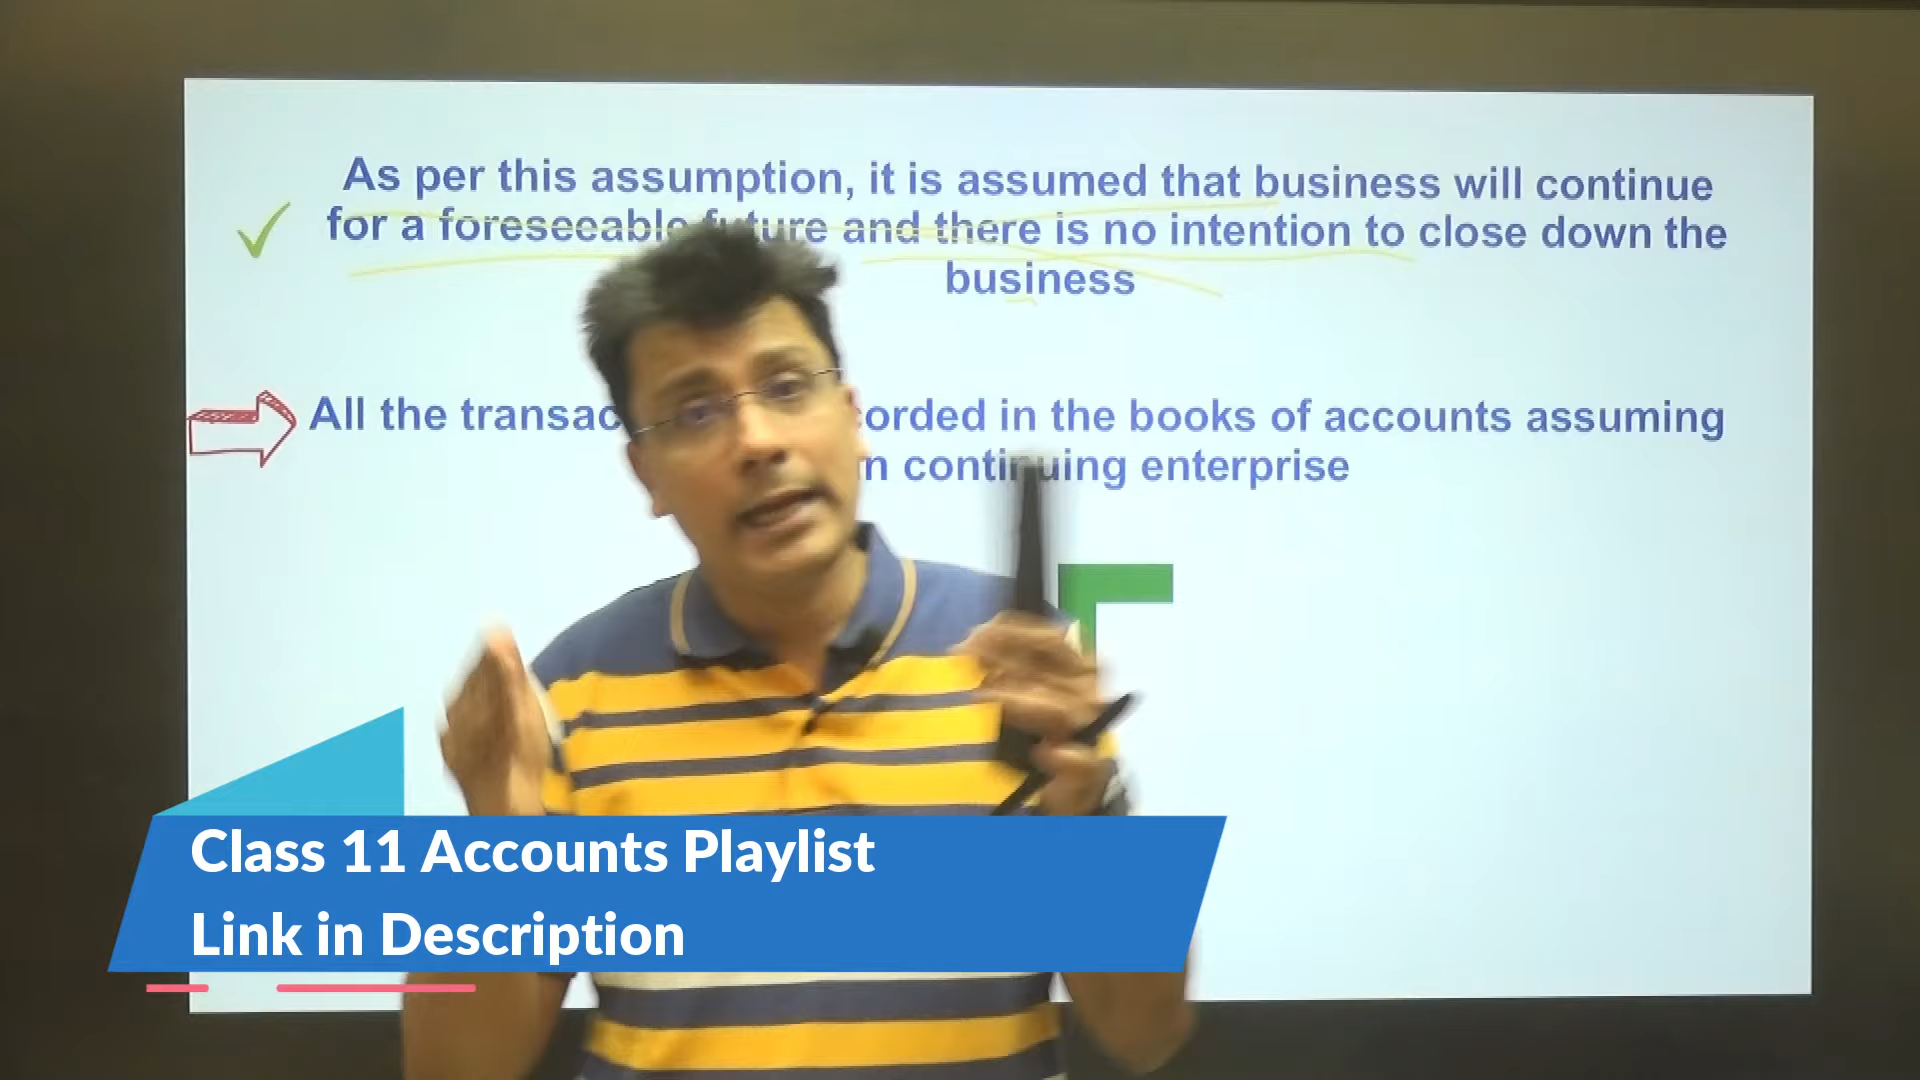 As per this assumption, it is assumed that business will continue
for a foreseeable future and there is no intention to close down the
business
All the corded in the books of accounts assuming
continuing enterprise
Class 11 Accounts Playlist
Link in Description